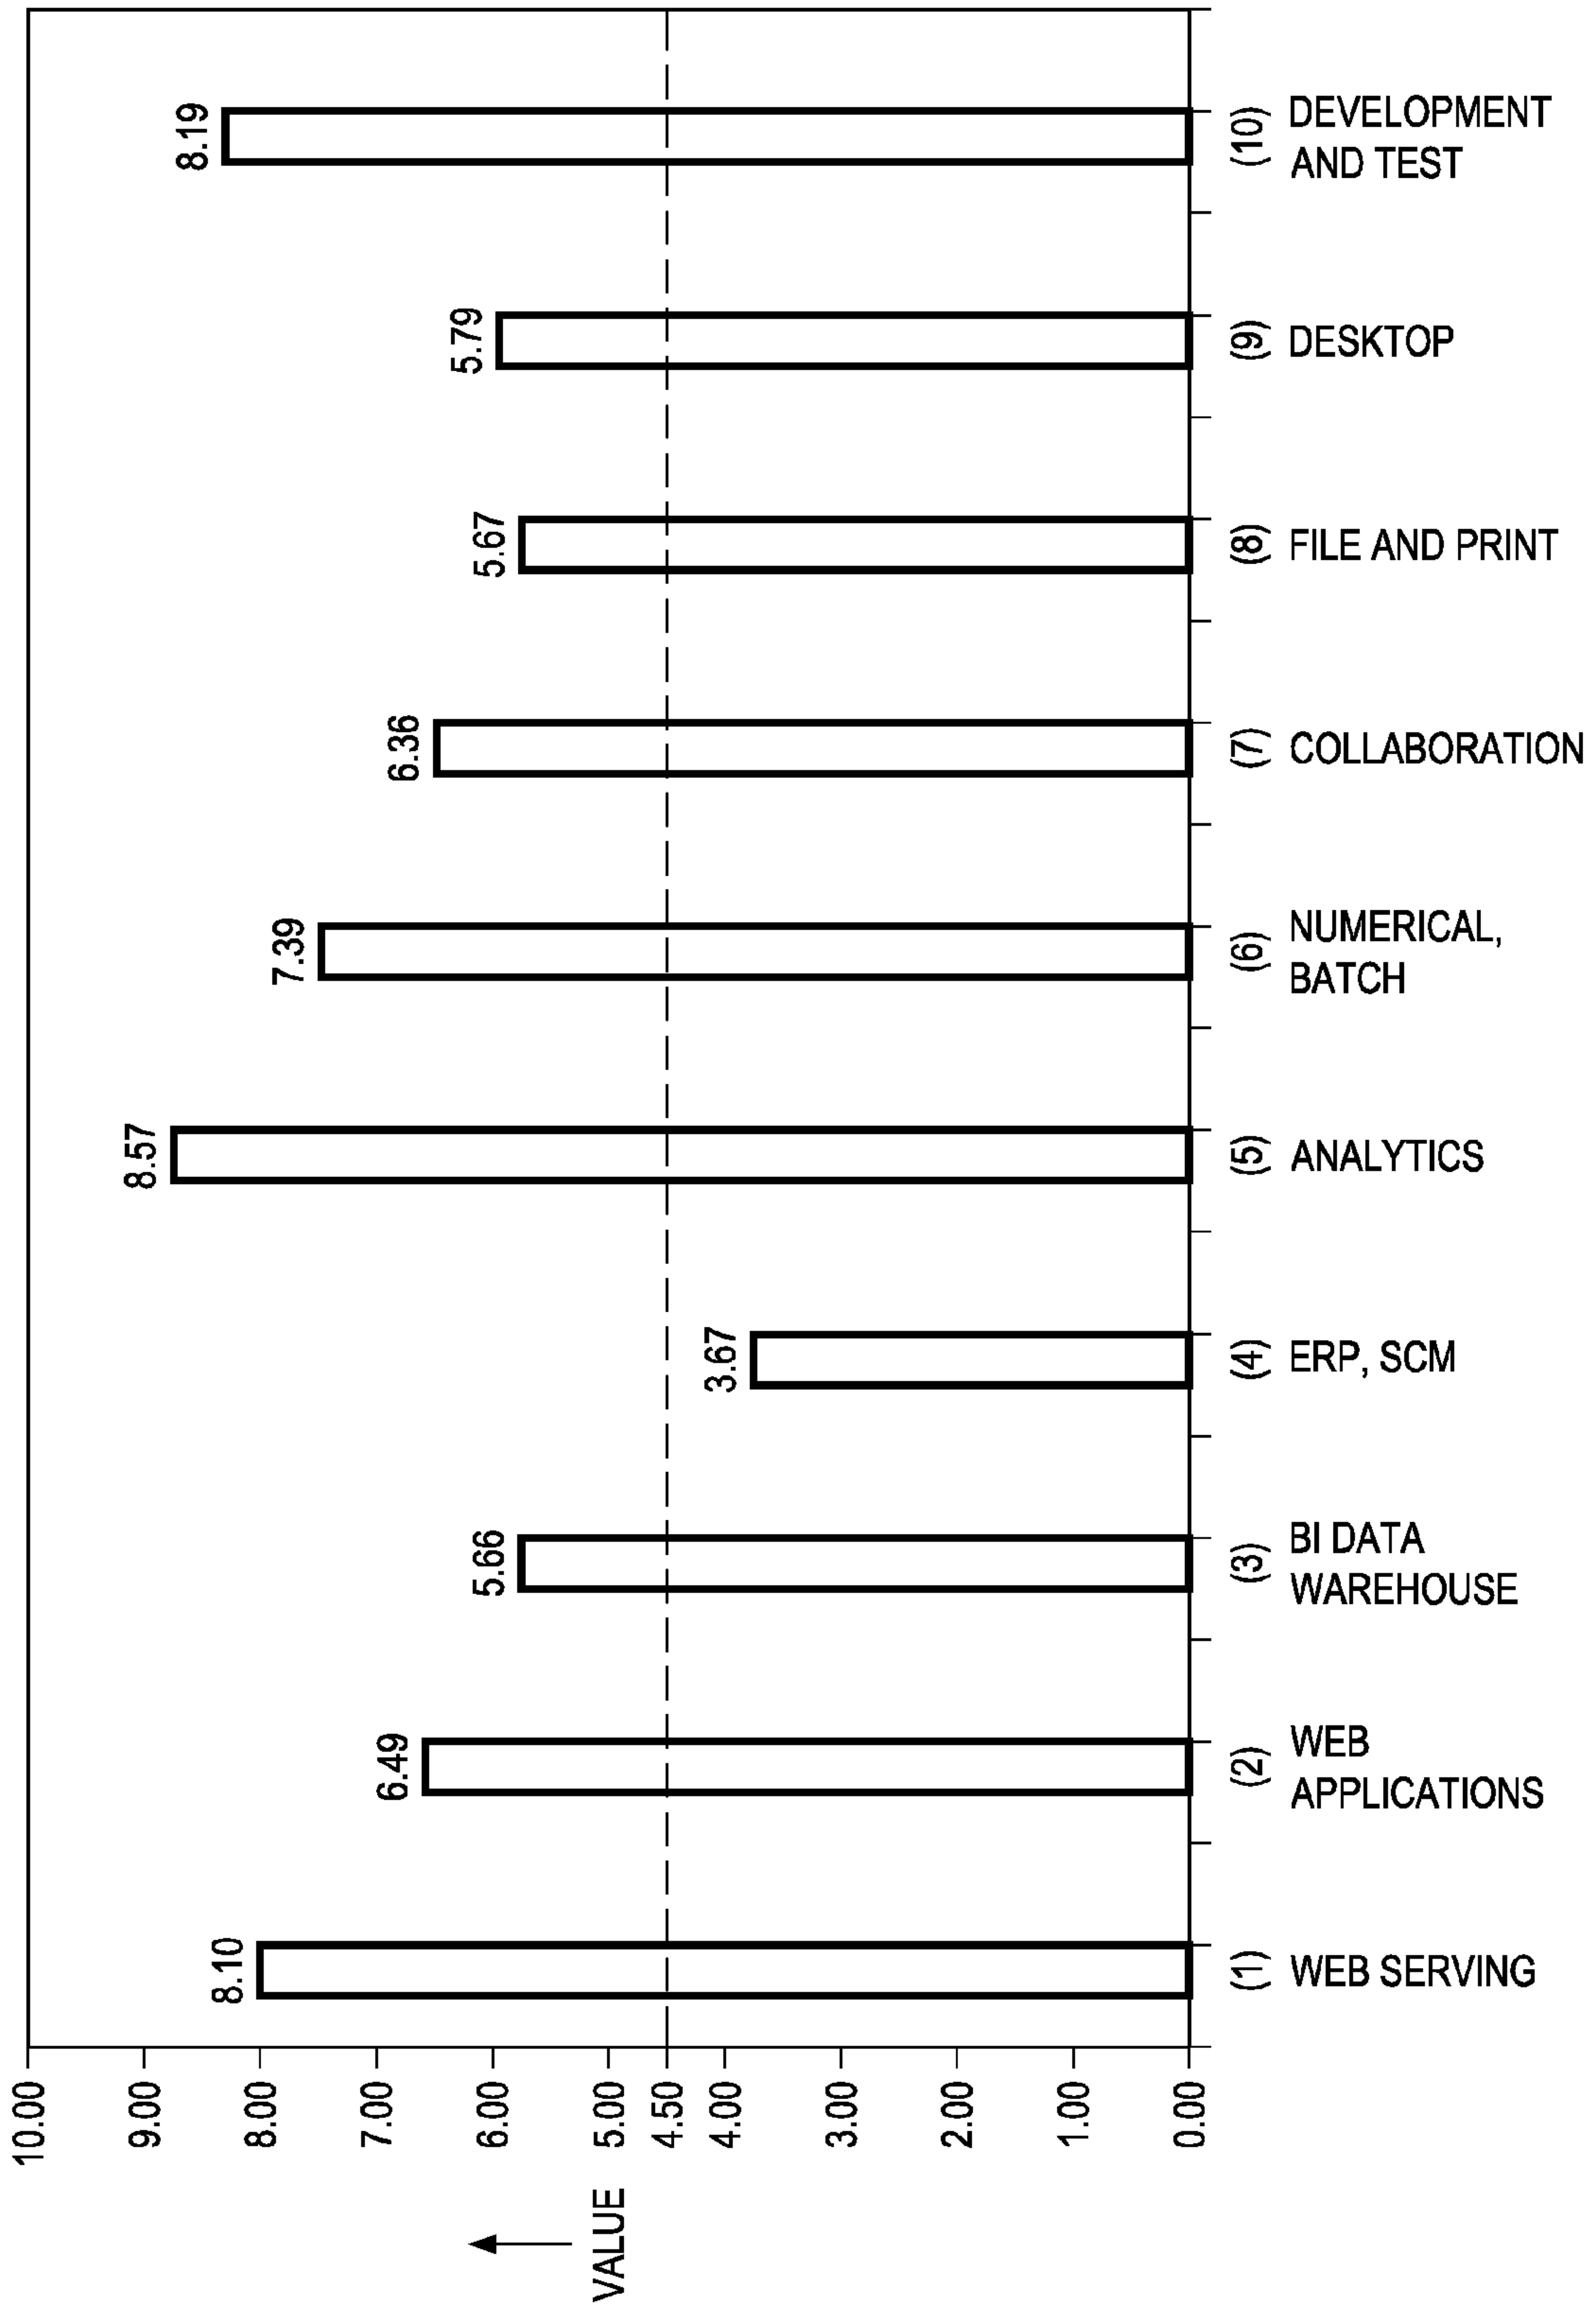 VALUE
10.00
9.00
8.00
7.00
6.00
5.00
4.50
4.00
3.00
2.00
1.00
0.00
8.10
6.49
5.66
3.67
8.57
7.39
6.36
5.67
5.79
8.19
(1)
WEB SERVING
(2)
WEB
APPLICATIONS
(3)
BI DATA
WAREHOUSE
(4)
ERP, SCM
(5)
ANALYTICS
(6)
NUMERICAL,
BATCH
(7)
COLLABORATION
(8)
FILE AND PRINT
(9)
DESKTOP
(10)
DEVELOPMENT
AND TEST